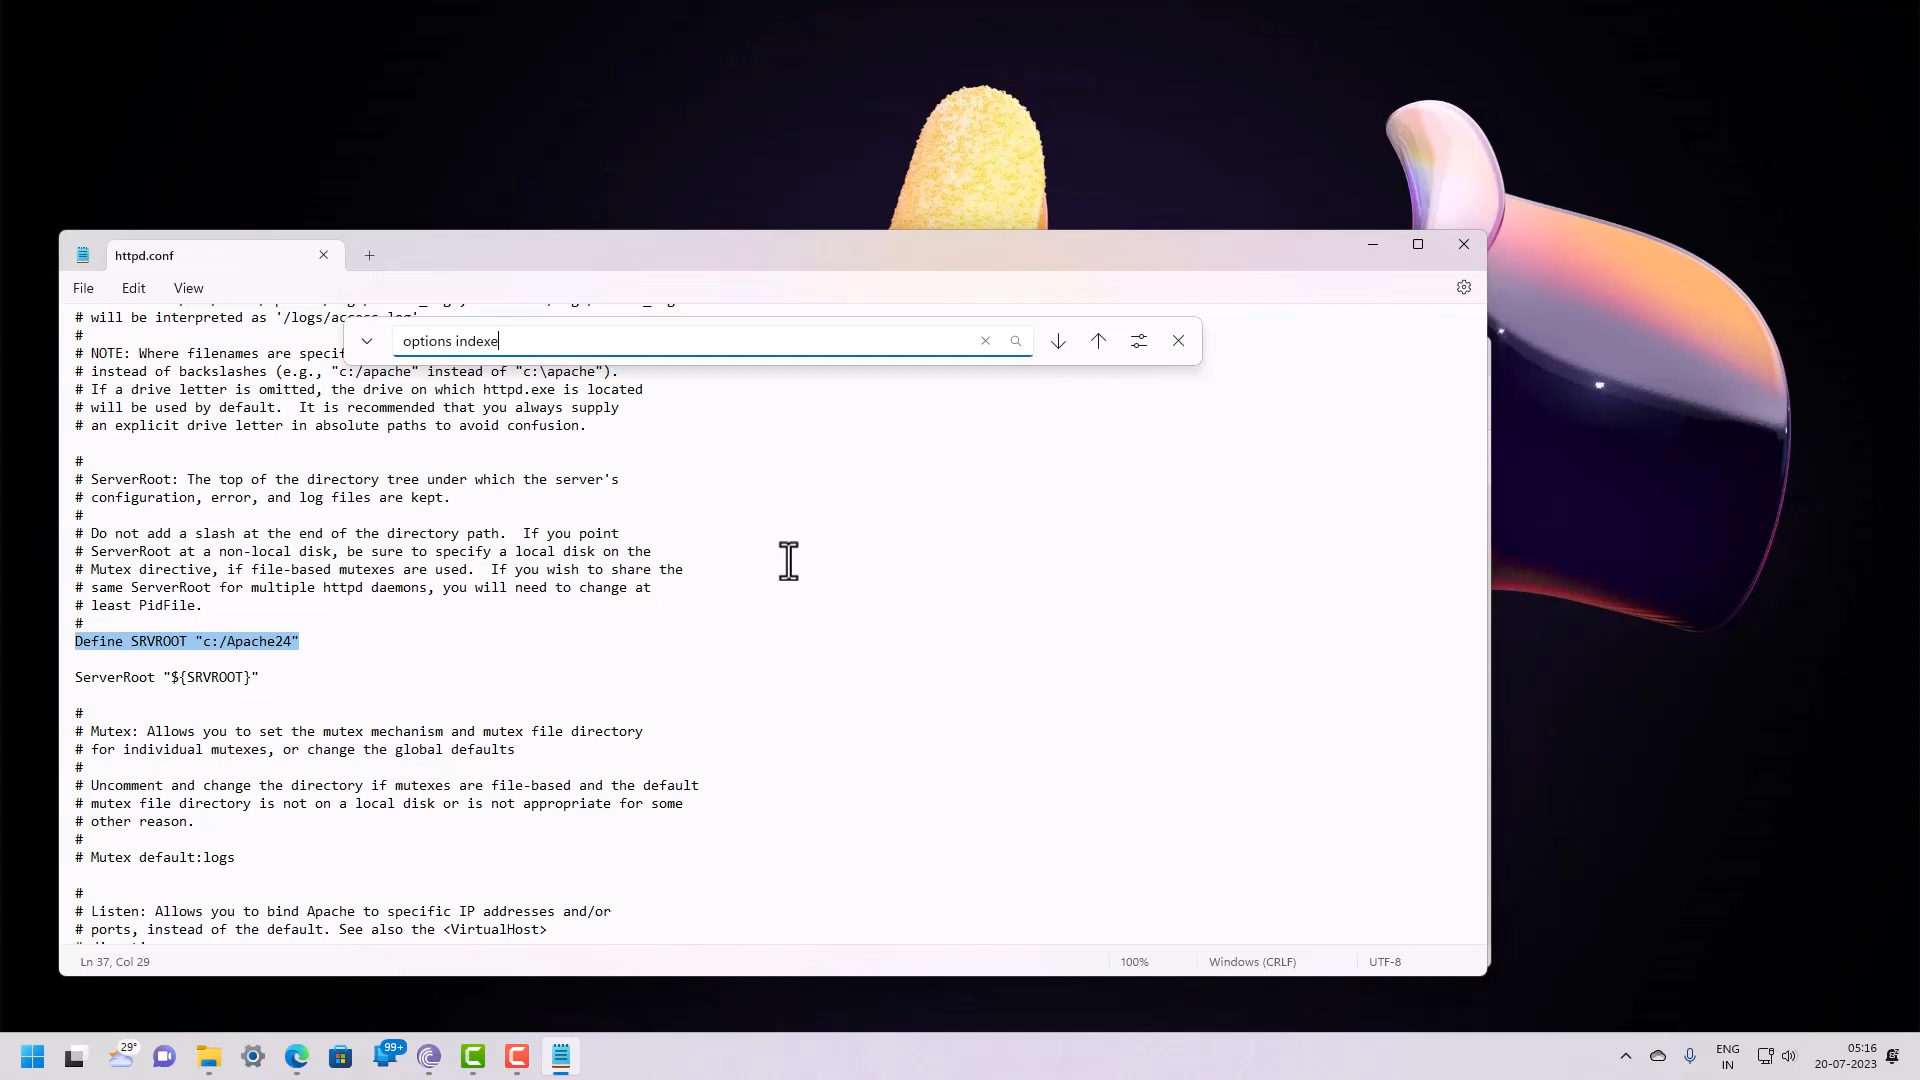 httpd.conf
File Edit View
# will be interpreted as '/logs/access.log'.
options indexe
#
# NOTE: Where filenames are specif
# instead of backslashes (e.g., "c:/apache" instead of "c:\apache").
# If a drive letter is omitted, the drive on which httpd.exe is located
# will be used by default.  It is recommended that you always supply
# an explicit drive letter in absolute paths to avoid confusion.
#
# ServerRoot: The top of the directory tree under which the server's
# configuration, error, and log files are kept.
#
# Do not add a slash at the end of the directory path.  If you point
# ServerRoot at a non-local disk, be sure to specify a local disk on the
# Mutex directive, if file-based mutexes are used.  If you wish to share the
# same ServerRoot for multiple httpd daemons, you will need to change at
# least PidFile.
#
Define SRVROOT "c:/Apache24"
ServerRoot "${SRVROOT}"
#
# Mutex: Allows you to set the mutex mechanism and mutex file directory
# for individual mutexes, or change the global defaults
#
# Uncomment and change the directory if mutexes are file-based and the default
# mutex file directory is not on a local disk or is not appropriate for some
# other reason.
#
# Mutex default:logs
#
# Listen: Allows you to bind Apache to specific IP addresses and/or
# ports, instead of the default. See also the <VirtualHost>
Ln 37, Col 29 100% Windows (CRLF) UTF-8
29° 99+ ENG 05:16
IN 20-07-2023